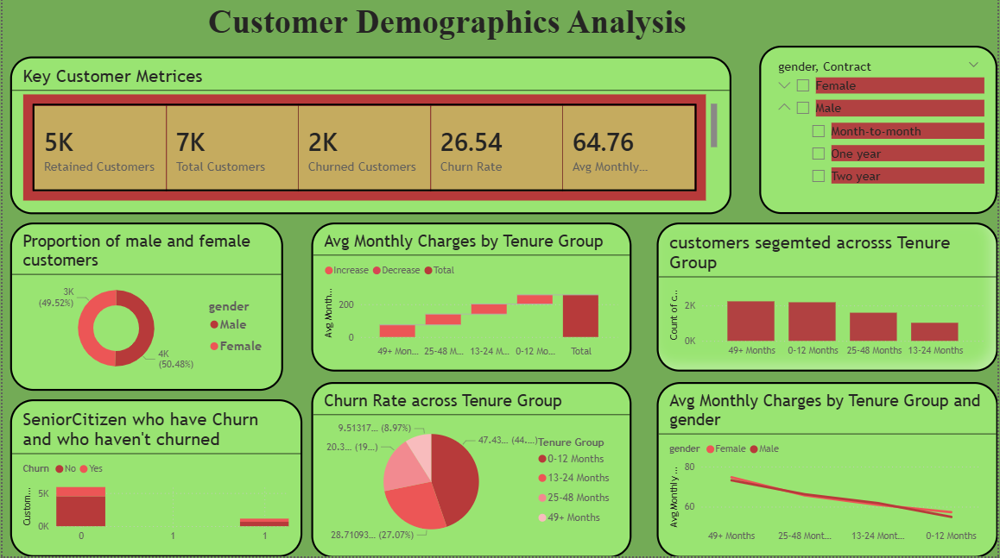 Customer Demographics Analysis
Key Customer Metrices
5K
Retained Customers
7K
Total Customers
2K
Churned Customers
26.54
Churn Rate
64.76
Avg Monthly...
gender, Contract
Female
Male
Month-to-month
One year
Two year
Proportion of male and female
customers
3K
(49.52%)
4K
(50.48%)
gender
Male
Female
Avg Monthly Charges by Tenure Group
Increase Decrease Total
Avg Month...
200
0
49+ Mon... 25-48 M... 13-24 M... 0-12 Mo... Total
customers segemted acrosss Tenure
Group
Count of c...
2K
0K
49+ Months 0-12 Months 25-48 Months 13-24 Months
SeniorCitizen who have Churn
and who haven't churned
Churn No Yes
Custom...
5K
0K
0 1 1
Churn Rate across Tenure Group
9.51317... (8.97%)
20.3... (19...)
28.71093... (27.07%)
47.43... (44....)
Tenure Group
0-12 Months
13-24 Months
25-48 Months
49+ Months
Avg Monthly Charges by Tenure Group and
gender
gender Female Male
Avg Monthly ...
80
60
49+ Months 25-48 Mont... 13-24 Mont... 0-12 Months